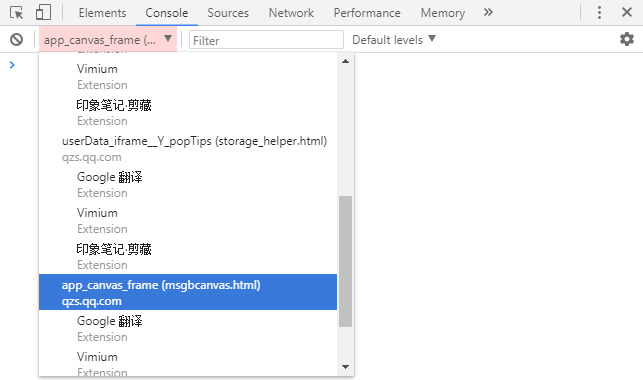 Elements Console Sources Network Performance Memory »
app_canvas_frame (... ▼ Filter Default levels ▼
Extension
Vimium
Extension
印象笔记·剪藏
Extension
userData_iframe__Y_popTips (storage_helper.html)
qzs.qq.com
Google 翻译
Extension
Vimium
Extension
印象笔记·剪藏
Extension
app_canvas_frame (msgbcanvas.html)
qzs.qq.com
Google 翻译
Extension
Vimium
Extension